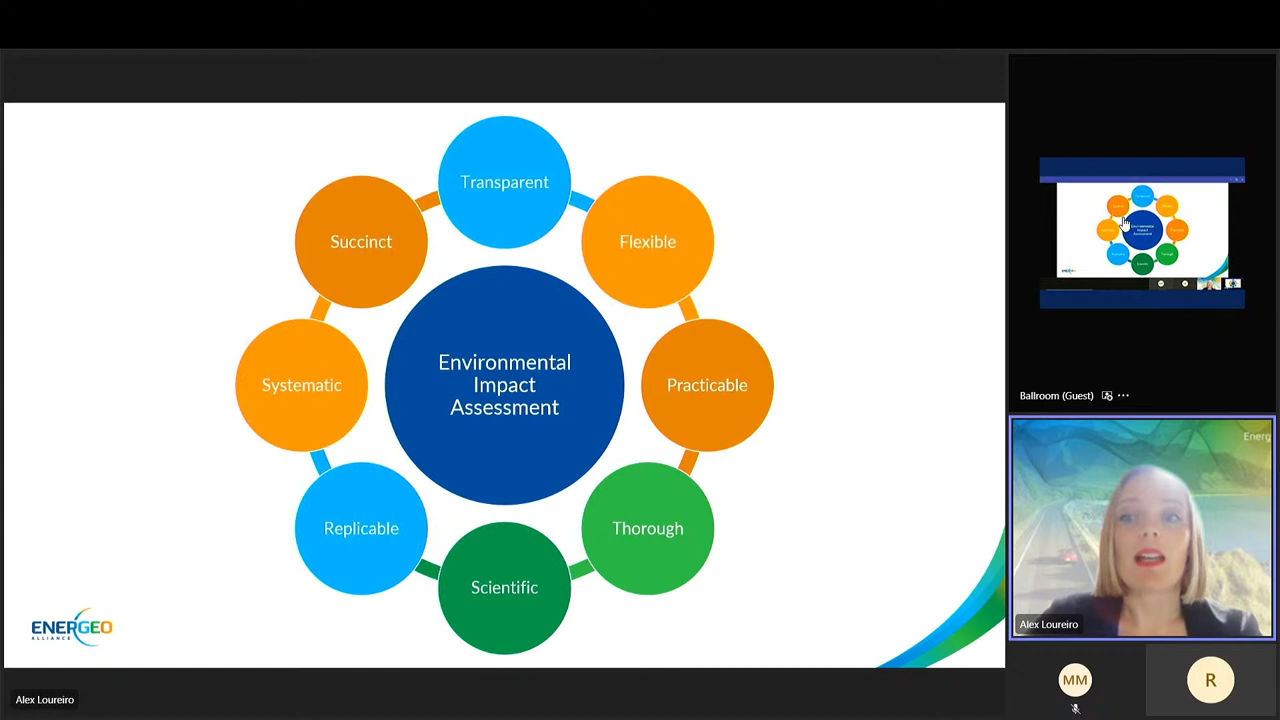 Transparent
Succinct
Flexible
Systematic
Environmental
Impact
Assessment
Practicable
Replicable
Thorough
Scientific
ENERGEO
ALLIANCE
Alex Loureiro
Ballroom (Guest)
Energ
Alex Loureiro
MM
R